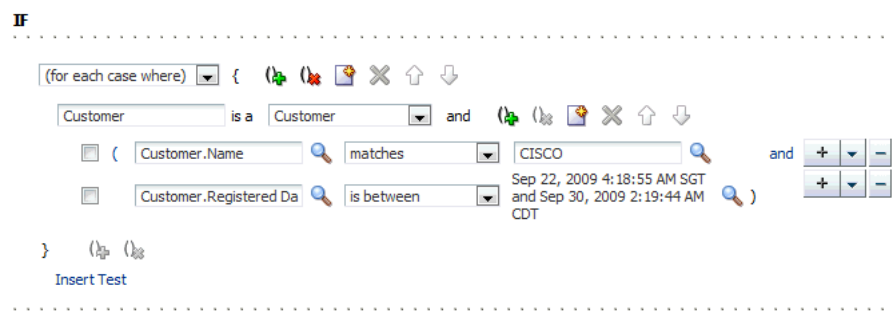 IF
(for each case where) {
Customer is a Customer and
( Customer.Name matches CISCO and
Customer.Registered Da is between Sep 22, 2009 4:18:55 AM SGT
and Sep 30, 2009 2:19:44 AM
CDT )
}
Insert Test